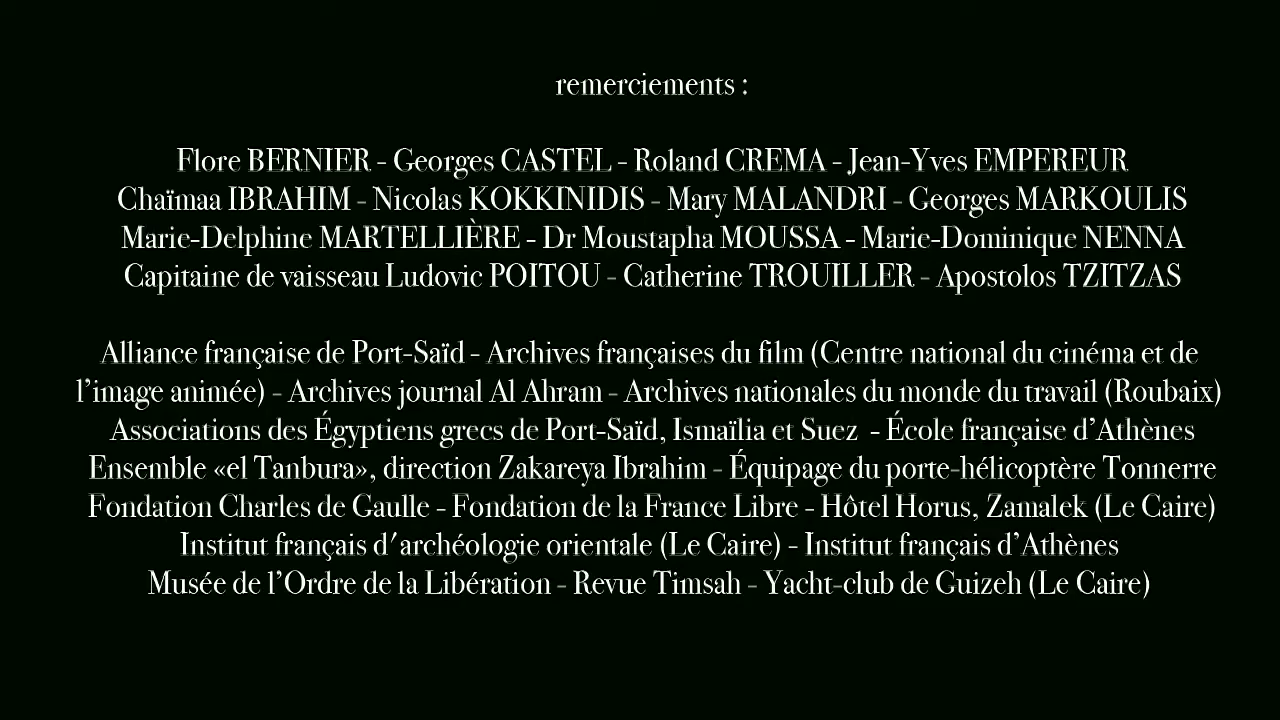 remerciements :
Flore BERNIER - Georges CASTEL - Roland CREMA - Jean-Yves EMPEREUR
Chaïmaa IBRAHIM - Nicolas KOKKINIDIS - Mary MALANDRI - Georges MARKOULIS
Marie-Delphine MARTELLIÈRE - Dr Moustapha MOUSSA - Marie-Dominique NENNA
Capitaine de vaisseau Ludovic POITOU - Catherine TROUILLER - Apostolos TZITZAS
Alliance française de Port-Saïd - Archives françaises du film (Centre national du cinéma et de
l’image animée) - Archives journal Al Ahram - Archives nationales du monde du travail (Roubaix)
Associations des Égyptiens grecs de Port-Saïd, Ismaïlia et Suez  - École française d’Athènes
Ensemble «el Tanbura», direction Zakareya Ibrahim - Équipage du porte-hélicoptère Tonnerre
Fondation Charles de Gaulle - Fondation de la France Libre - Hôtel Horus, Zamalek (Le Caire)
Institut français d'archéologie orientale (Le Caire) - Institut français d’Athènes
Musée de l’Ordre de la Libération - Revue Timsah - Yacht-club de Guizeh (Le Caire)